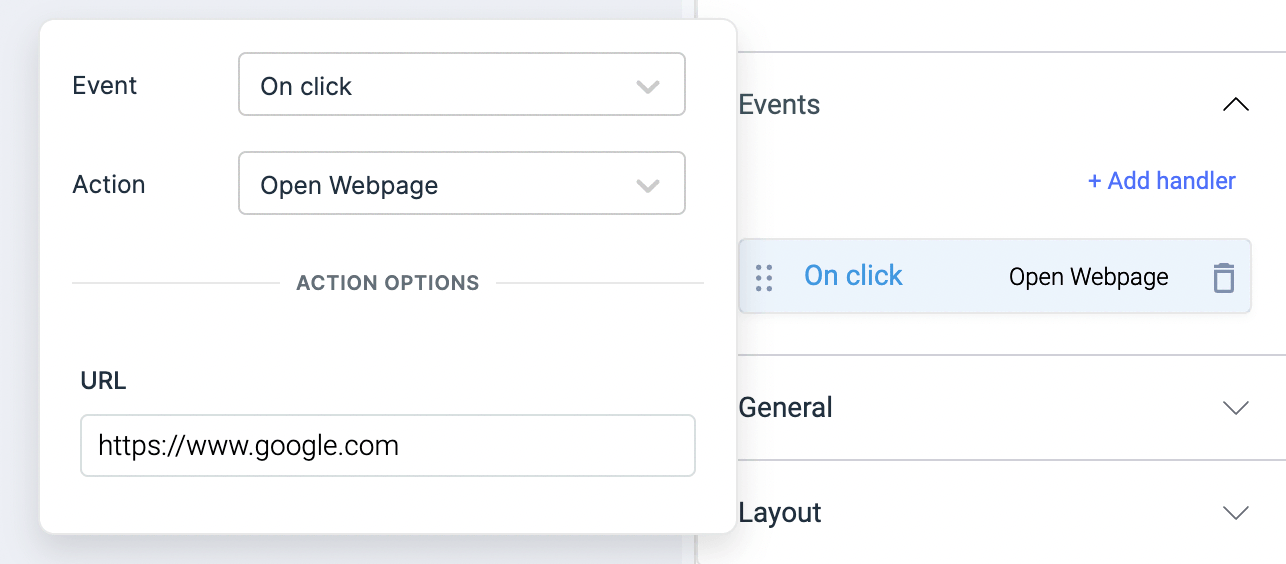 Event
On click
Action
Open Webpage
ACTION OPTIONS
URL
https://www.google.com
Events
+ Add handler
On click
Open Webpage
General
Layout